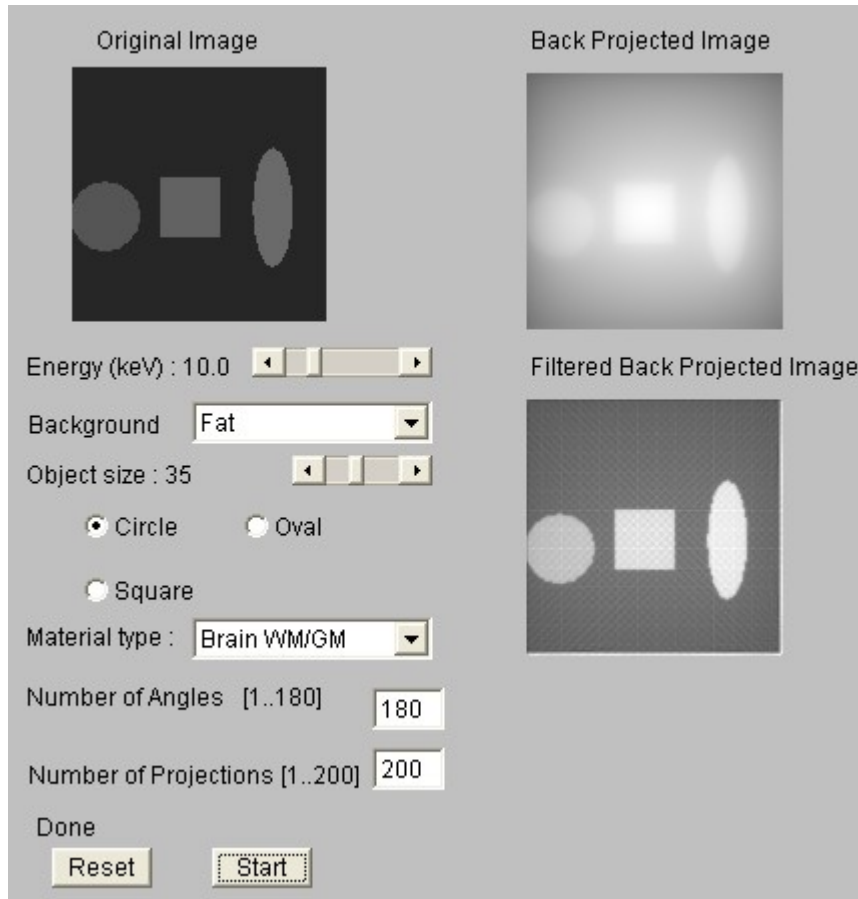 Original Image
Back Projected Image
Energy (keV) : 10.0
Filtered Back Projected Image
Background Fat
Object size : 35
Circle Oval
Square
Material type : Brain WM/GM
Number of Angles [1..180] 180
Number of Projections [1..200] 200
Done
Reset Start